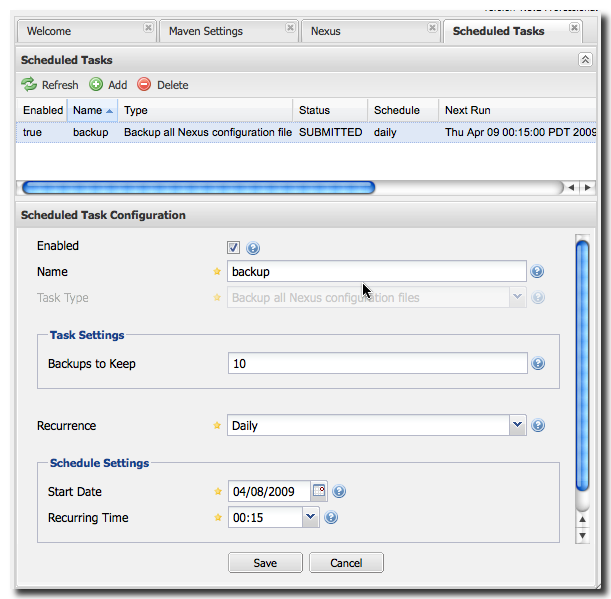 Welcome Maven Settings Nexus Scheduled Tasks
Scheduled Tasks
Refresh Add Delete
Enabled Name Type Status Schedule Next Run
true backup Backup all Nexus configuration file SUBMITTED daily Thu Apr 09 00:15:00 PDT 2009
Scheduled Task Configuration
Enabled
Name backup
Task Type Backup all Nexus configuration files
Task Settings
Backups to Keep 10
Recurrence Daily
Schedule Settings
Start Date 04/08/2009
Recurring Time 00:15
Save Cancel